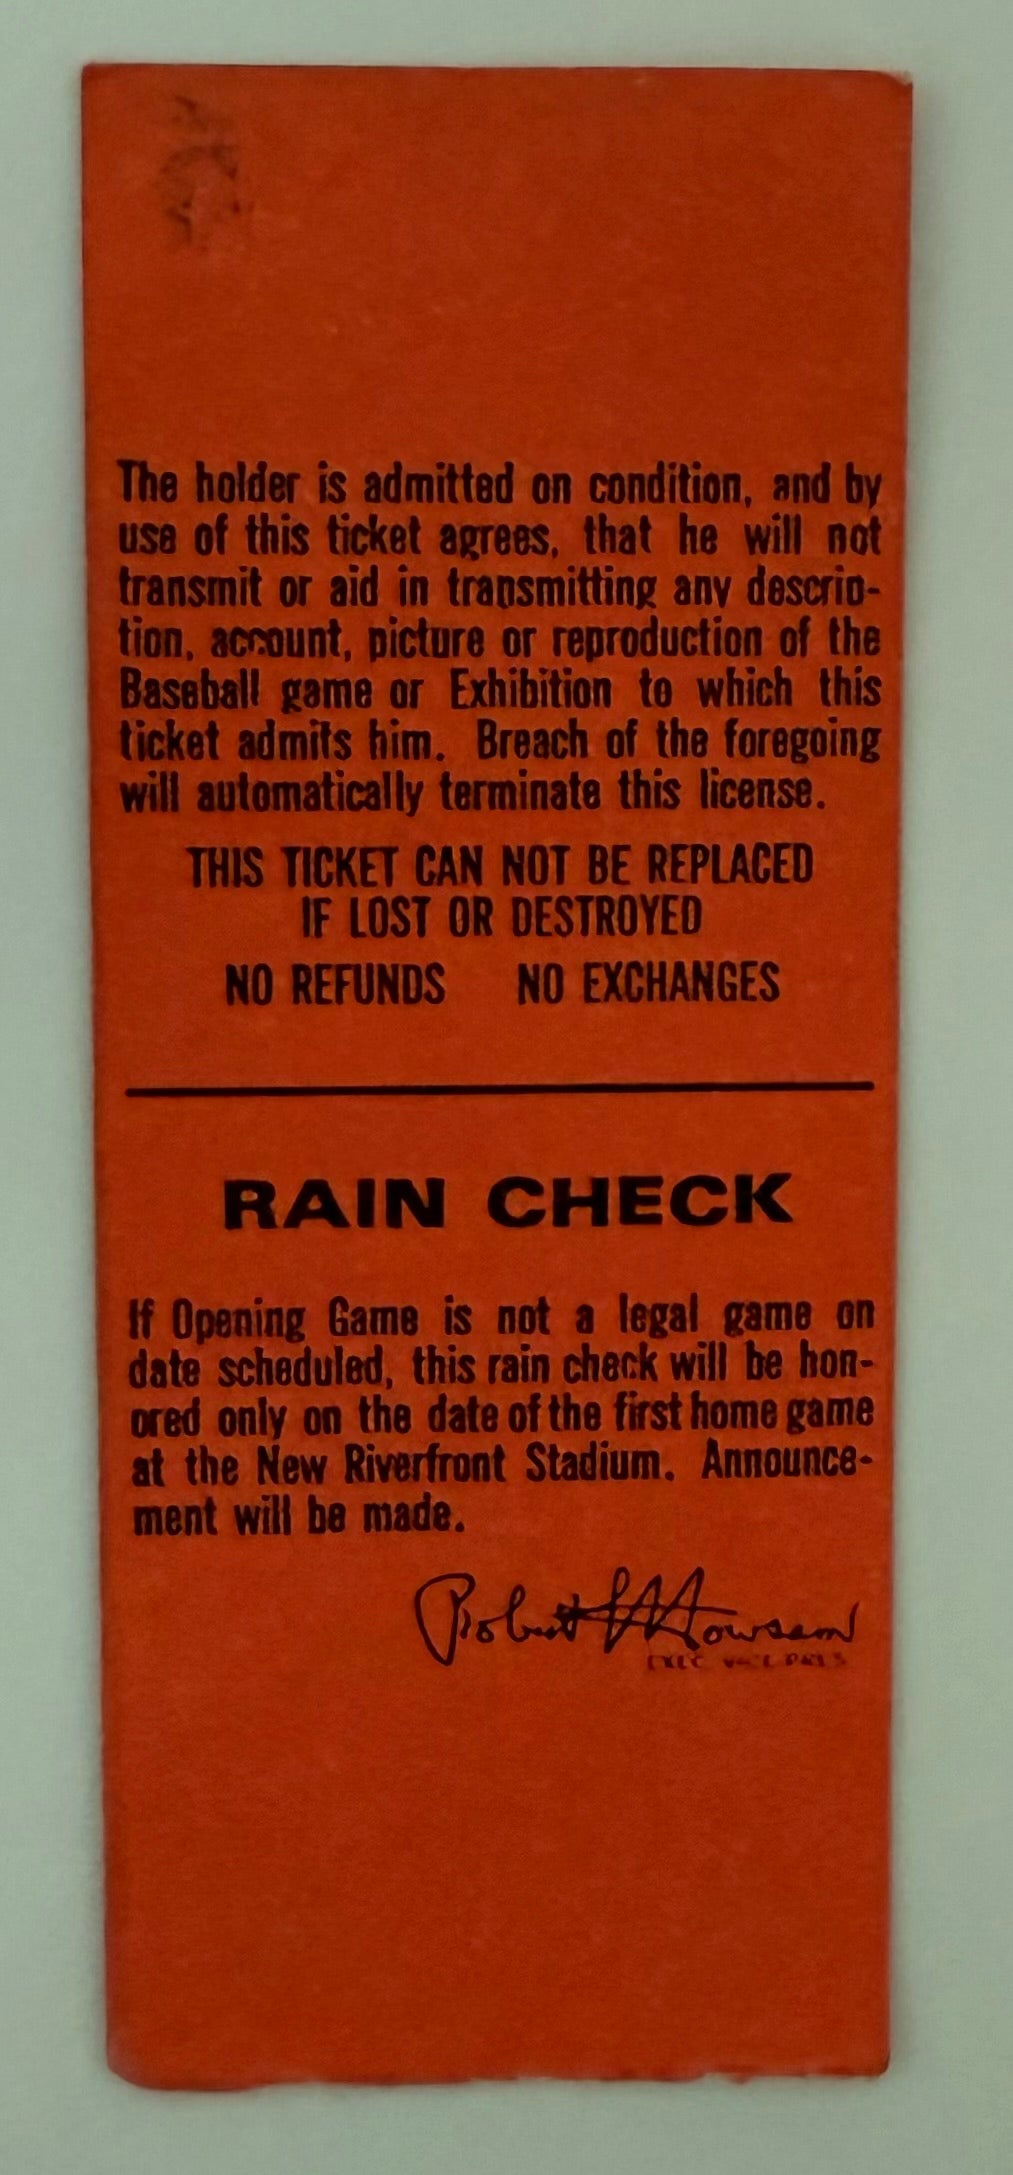 The holder is admitted on condition, and by
use of this ticket agrees, that he will not
transmit or aid in transmitting any descrip-
tion, account, picture or reproduction of the
Baseball game or Exhibition to which this
ticket admits him. Breach of the foregoing
will automatically terminate this license.
THIS TICKET CAN NOT BE REPLACED
IF LOST OR DESTROYED
NO REFUNDS NO EXCHANGES
RAIN CHECK
If Opening Game is not a legal game on
date scheduled, this rain check will be hon-
ored only on the date of the first home game
at the New Riverfront Stadium. Announce-
ment will be made.
Robert L Howsam
EXEC VICE PRES